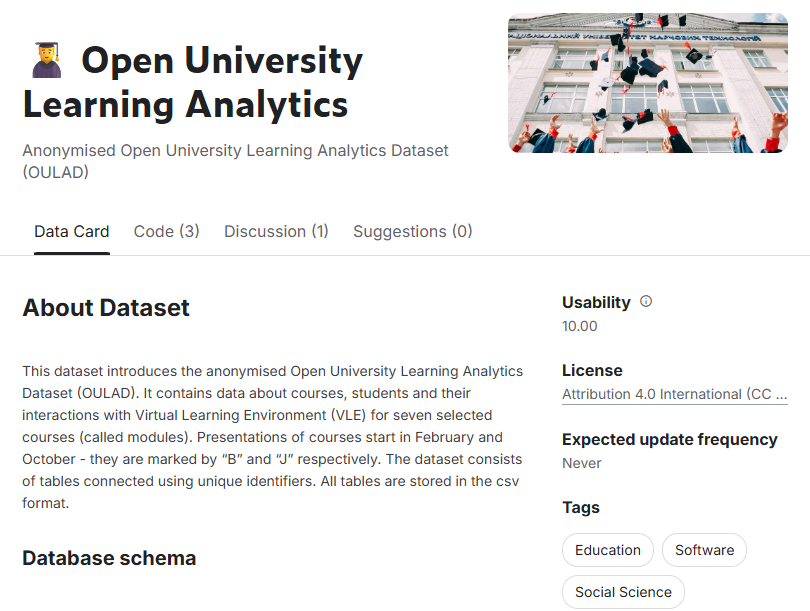 Open University
Learning Analytics
Anonymised Open University Learning Analytics Dataset
(OULAD)
Data Card
Code (3)
Discussion (1)
Suggestions (0)
About Dataset
This dataset introduces the anonymised Open University Learning Analytics
Dataset (OULAD). It contains data about courses, students and their
interactions with Virtual Learning Environment (VLE) for seven selected
courses (called modules). Presentations of courses start in February and
October - they are marked by “B” and “J” respectively. The dataset consists
of tables connected using unique identifiers. All tables are stored in the csv
format.
Database schema
Usability
10.00
License
Attribution 4.0 International (CC ...
Expected update frequency
Never
Tags
Education
Software
Social Science